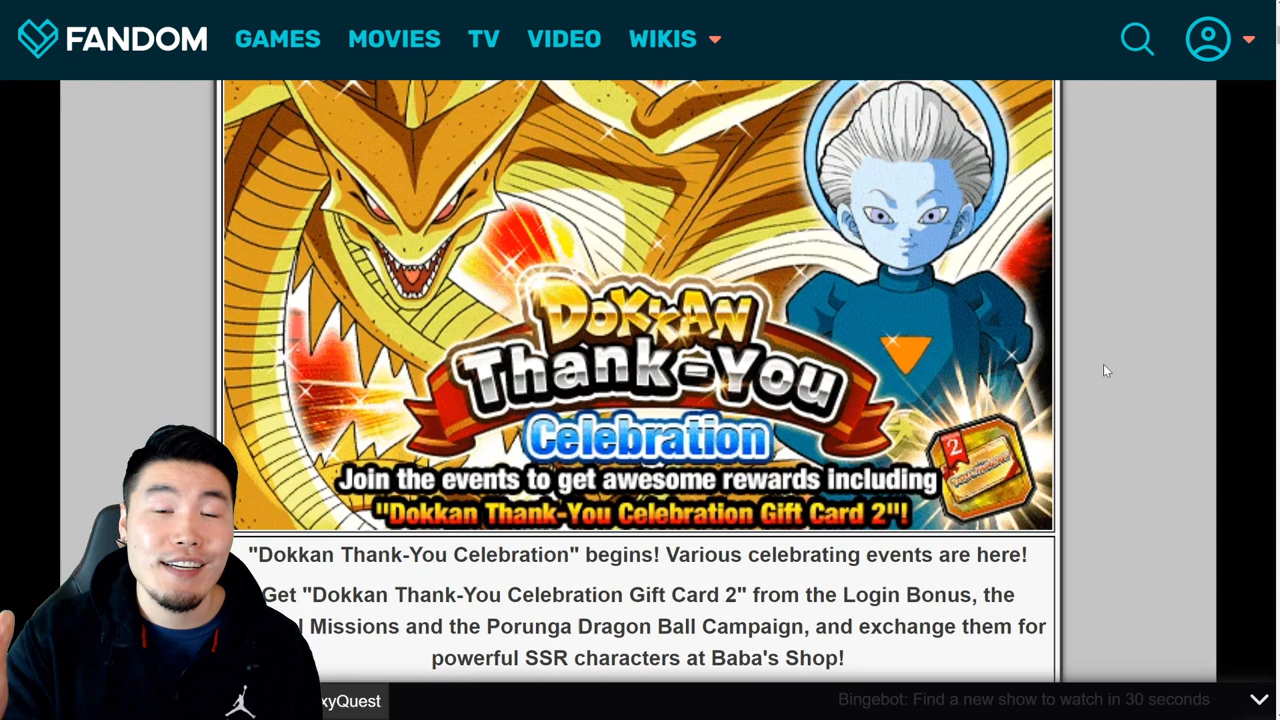 FANDOM GAMES MOVIES TV VIDEO WIKIS
DOKKAN
Thank-You
Celebration
2
Join the events to get awesome rewards including
"Dokkan Thank-You Celebration Gift Card 2"!
"Dokkan Thank-You Celebration" begins! Various celebrating events are here!
Get "Dokkan Thank-You Celebration Gift Card 2" from the Login Bonus, the
Missions and the Porunga Dragon Ball Campaign, and exchange them for
powerful SSR characters at Baba's Shop!
xyQuest
Bingebot: Find a new show to watch in 30 seconds